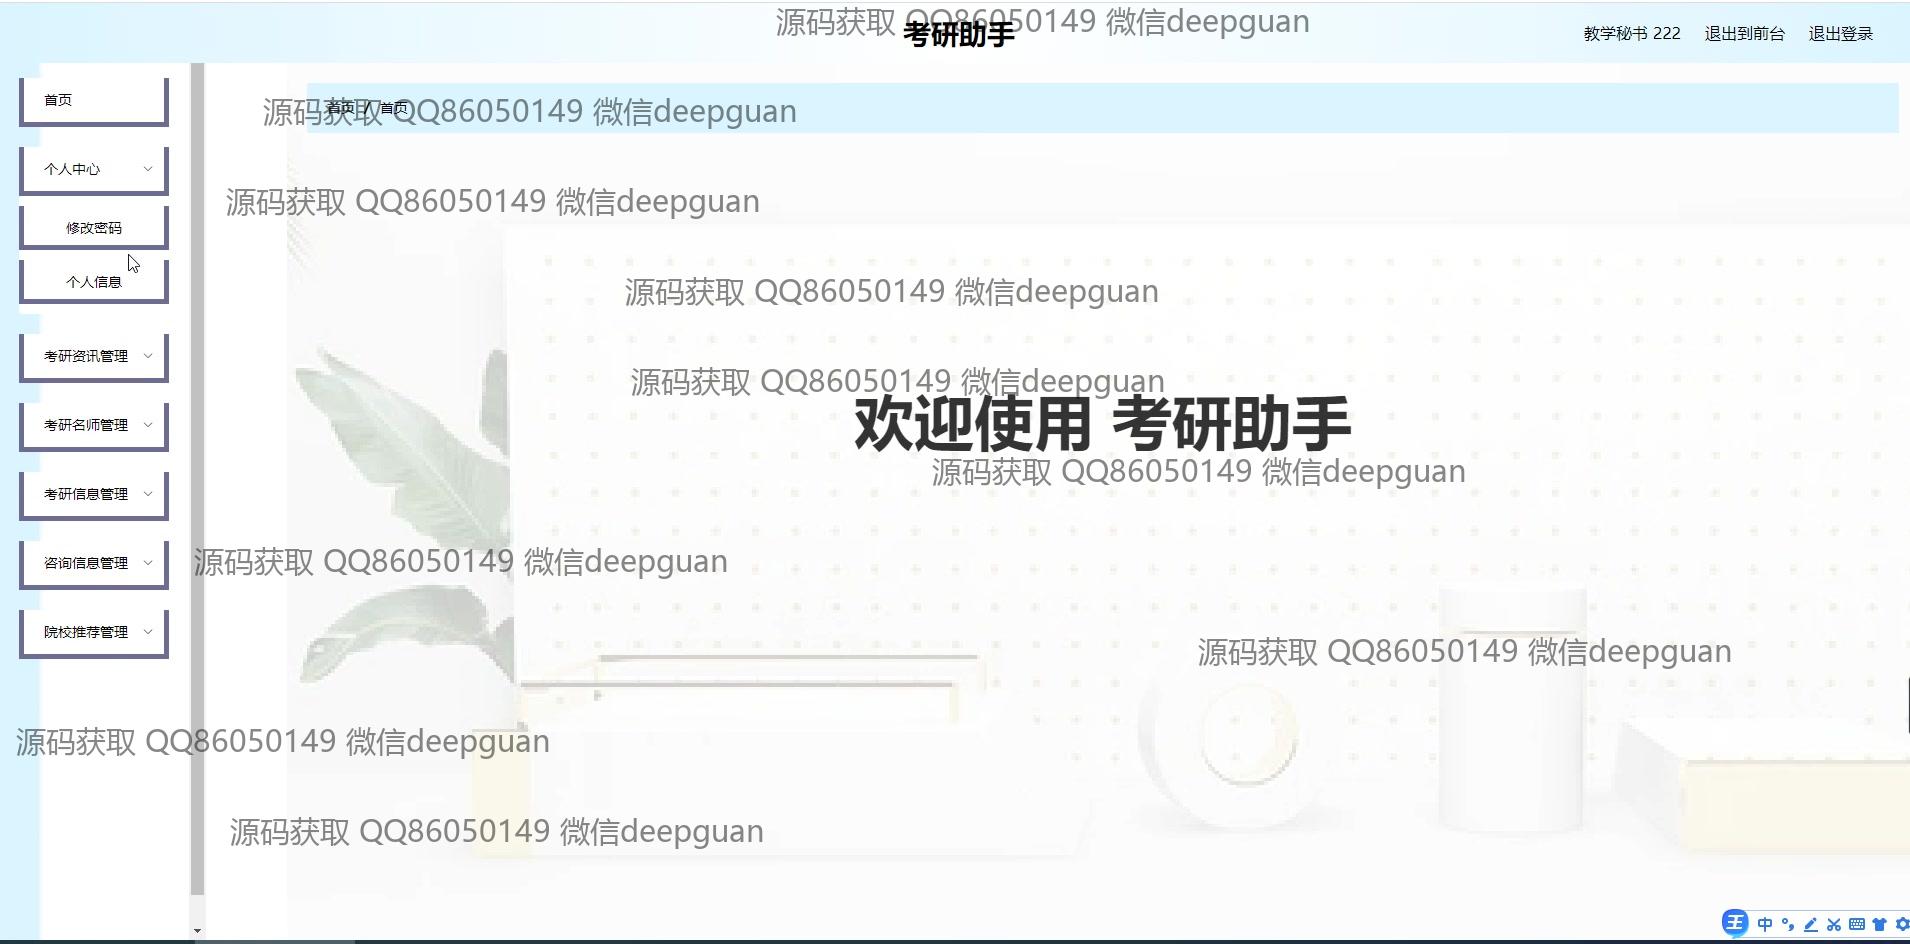 源码获取 QQ86050149 微信deepguan
考研助手
教学秘书 222 退出到前台 退出登录
首页
首页 / 首页
源码获取 QQ86050149 微信deepguan
个人中心
源码获取 QQ86050149 微信deepguan
修改密码
个人信息
源码获取 QQ86050149 微信deepguan
考研资讯管理
源码获取 QQ86050149 微信deepguan
欢迎使用 考研助手
考研名师管理
源码获取 QQ86050149 微信deepguan
考研信息管理
咨询信息管理
源码获取 QQ86050149 微信deepguan
院校推荐管理
源码获取 QQ86050149 微信deepguan
源码获取 QQ86050149 微信deepguan
源码获取 QQ86050149 微信deepguan
王 中